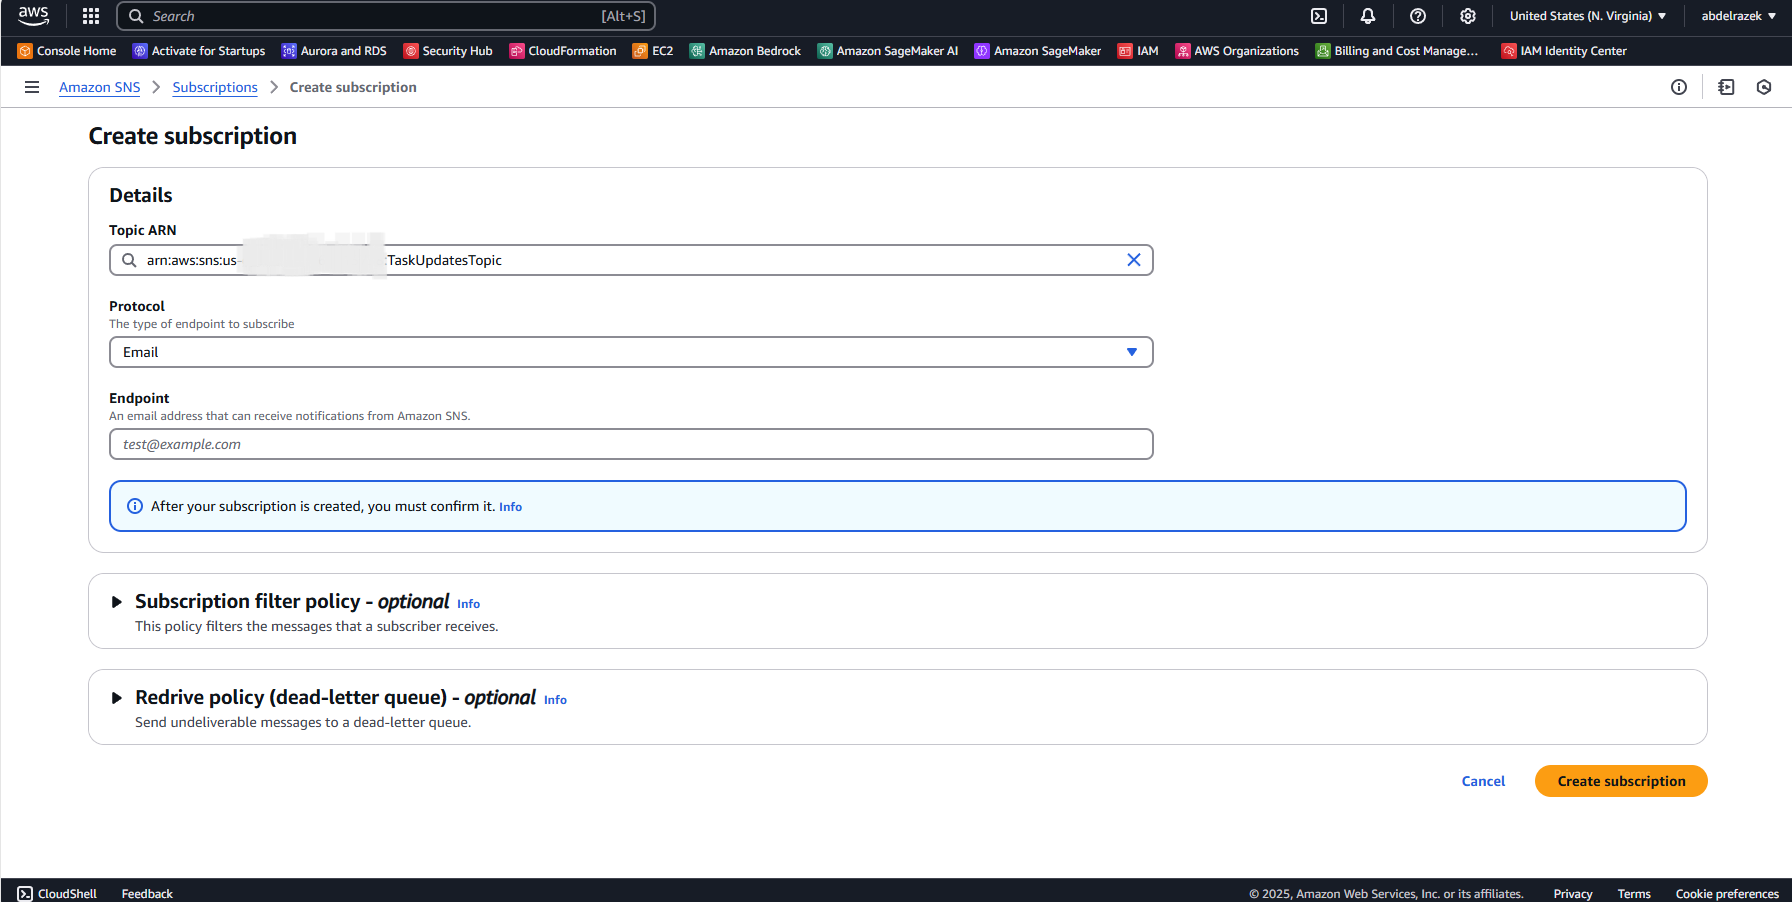 aws
Search [Alt+S]
United States (N. Virginia) abdelrazek
Console Home Activate for Startups Aurora and RDS Security Hub CloudFormation EC2 Amazon Bedrock Amazon SageMaker AI Amazon SageMaker IAM AWS Organizations Billing and Cost Manage... IAM Identity Center
Amazon SNS Subscriptions Create subscription
Create subscription
Details
Topic ARN
arn:aws:sns:us- :TaskUpdatesTopic
Protocol
The type of endpoint to subscribe
Email
Endpoint
An email address that can receive notifications from Amazon SNS.
test@example.com
After your subscription is created, you must confirm it. Info
Subscription filter policy - optional Info
This policy filters the messages that a subscriber receives.
Redrive policy (dead-letter queue) - optional Info
Send undeliverable messages to a dead-letter queue.
Cancel Create subscription
CloudShell Feedback © 2025, Amazon Web Services, Inc. or its affiliates. Privacy Terms Cookie preferences